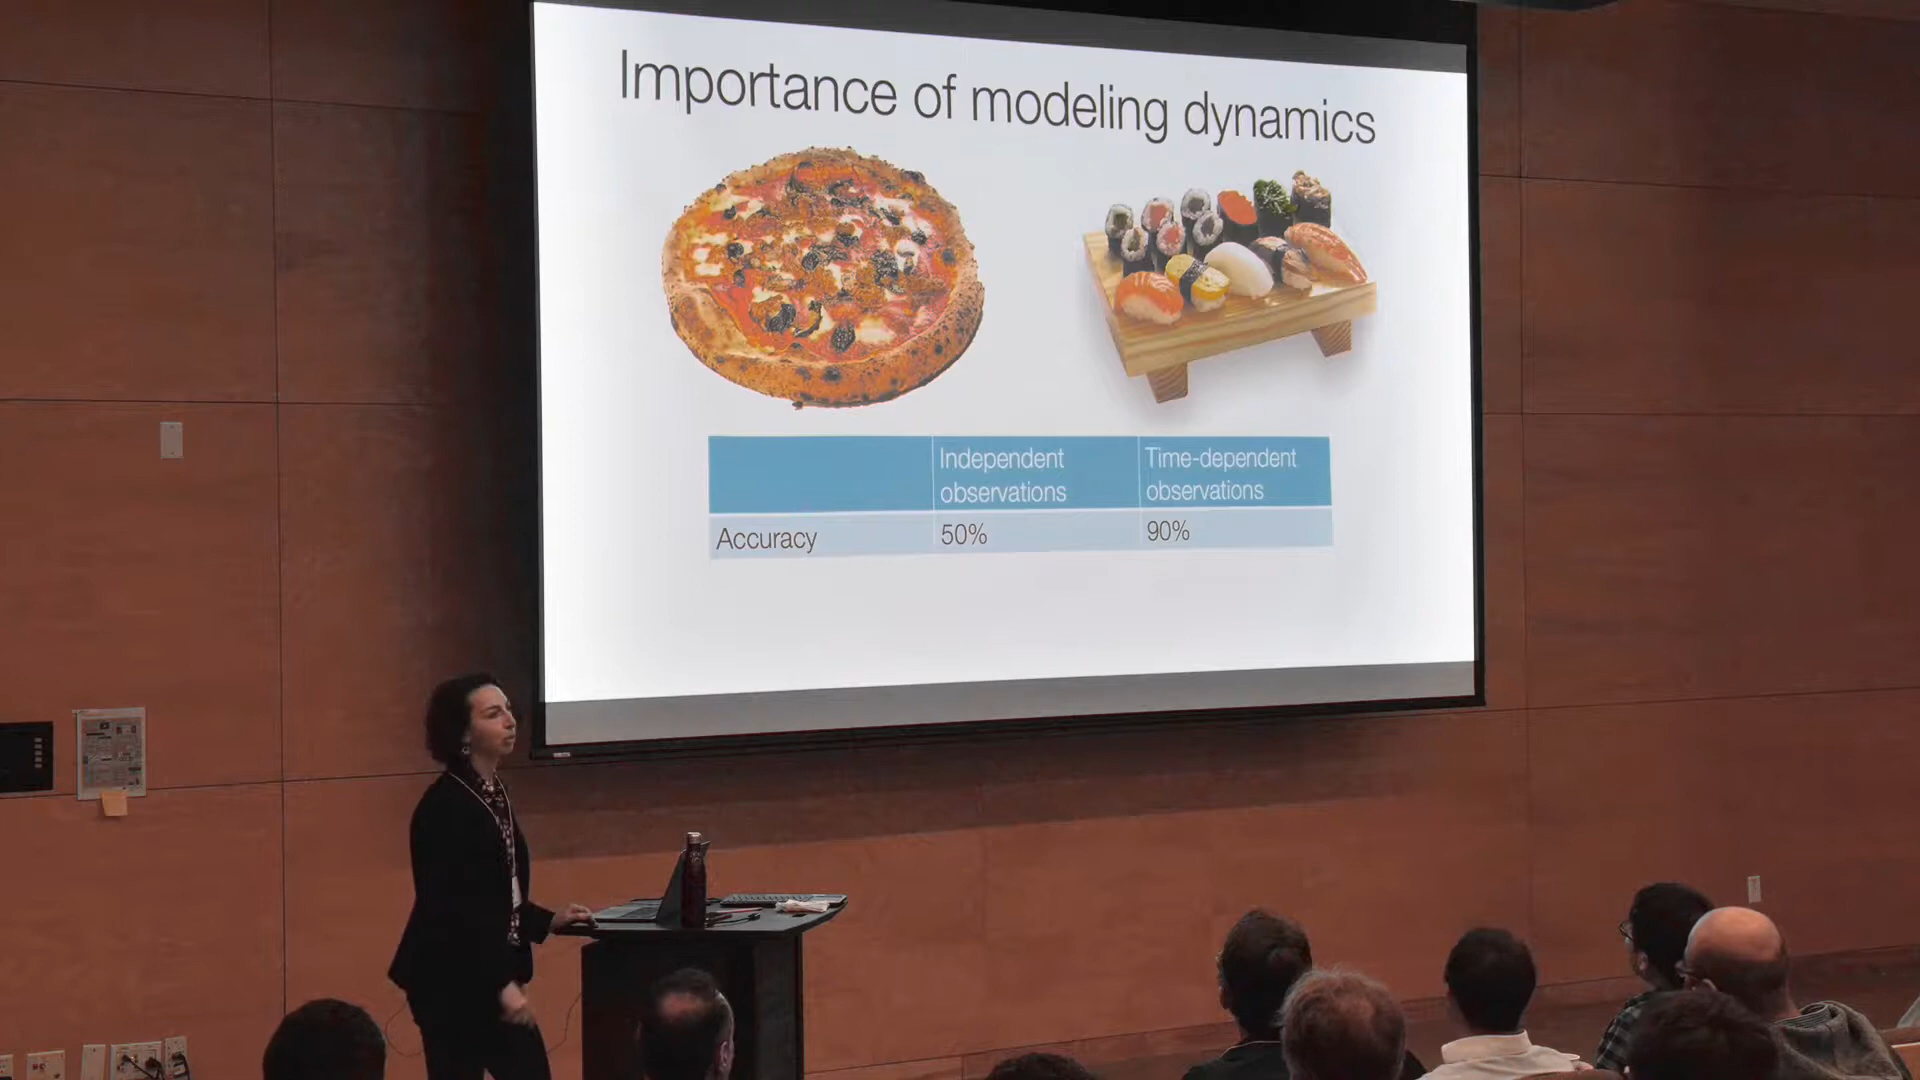 Importance of modeling dynamics
Independent
observations
Time-dependent
observations
Accuracy
50%
90%